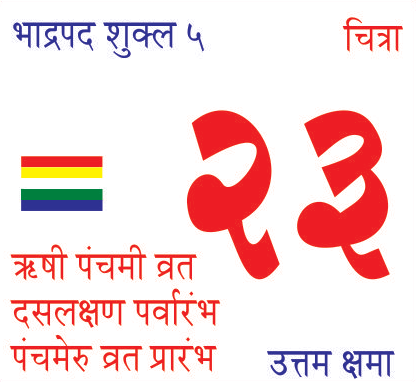 भाद्रपद शुक्ल ५
चित्रा
२३
ऋषी पंचमी व्रत
दसलक्षण पर्वारंभ
पंचमेरु व्रत प्रारंभ
उत्तम क्षमा